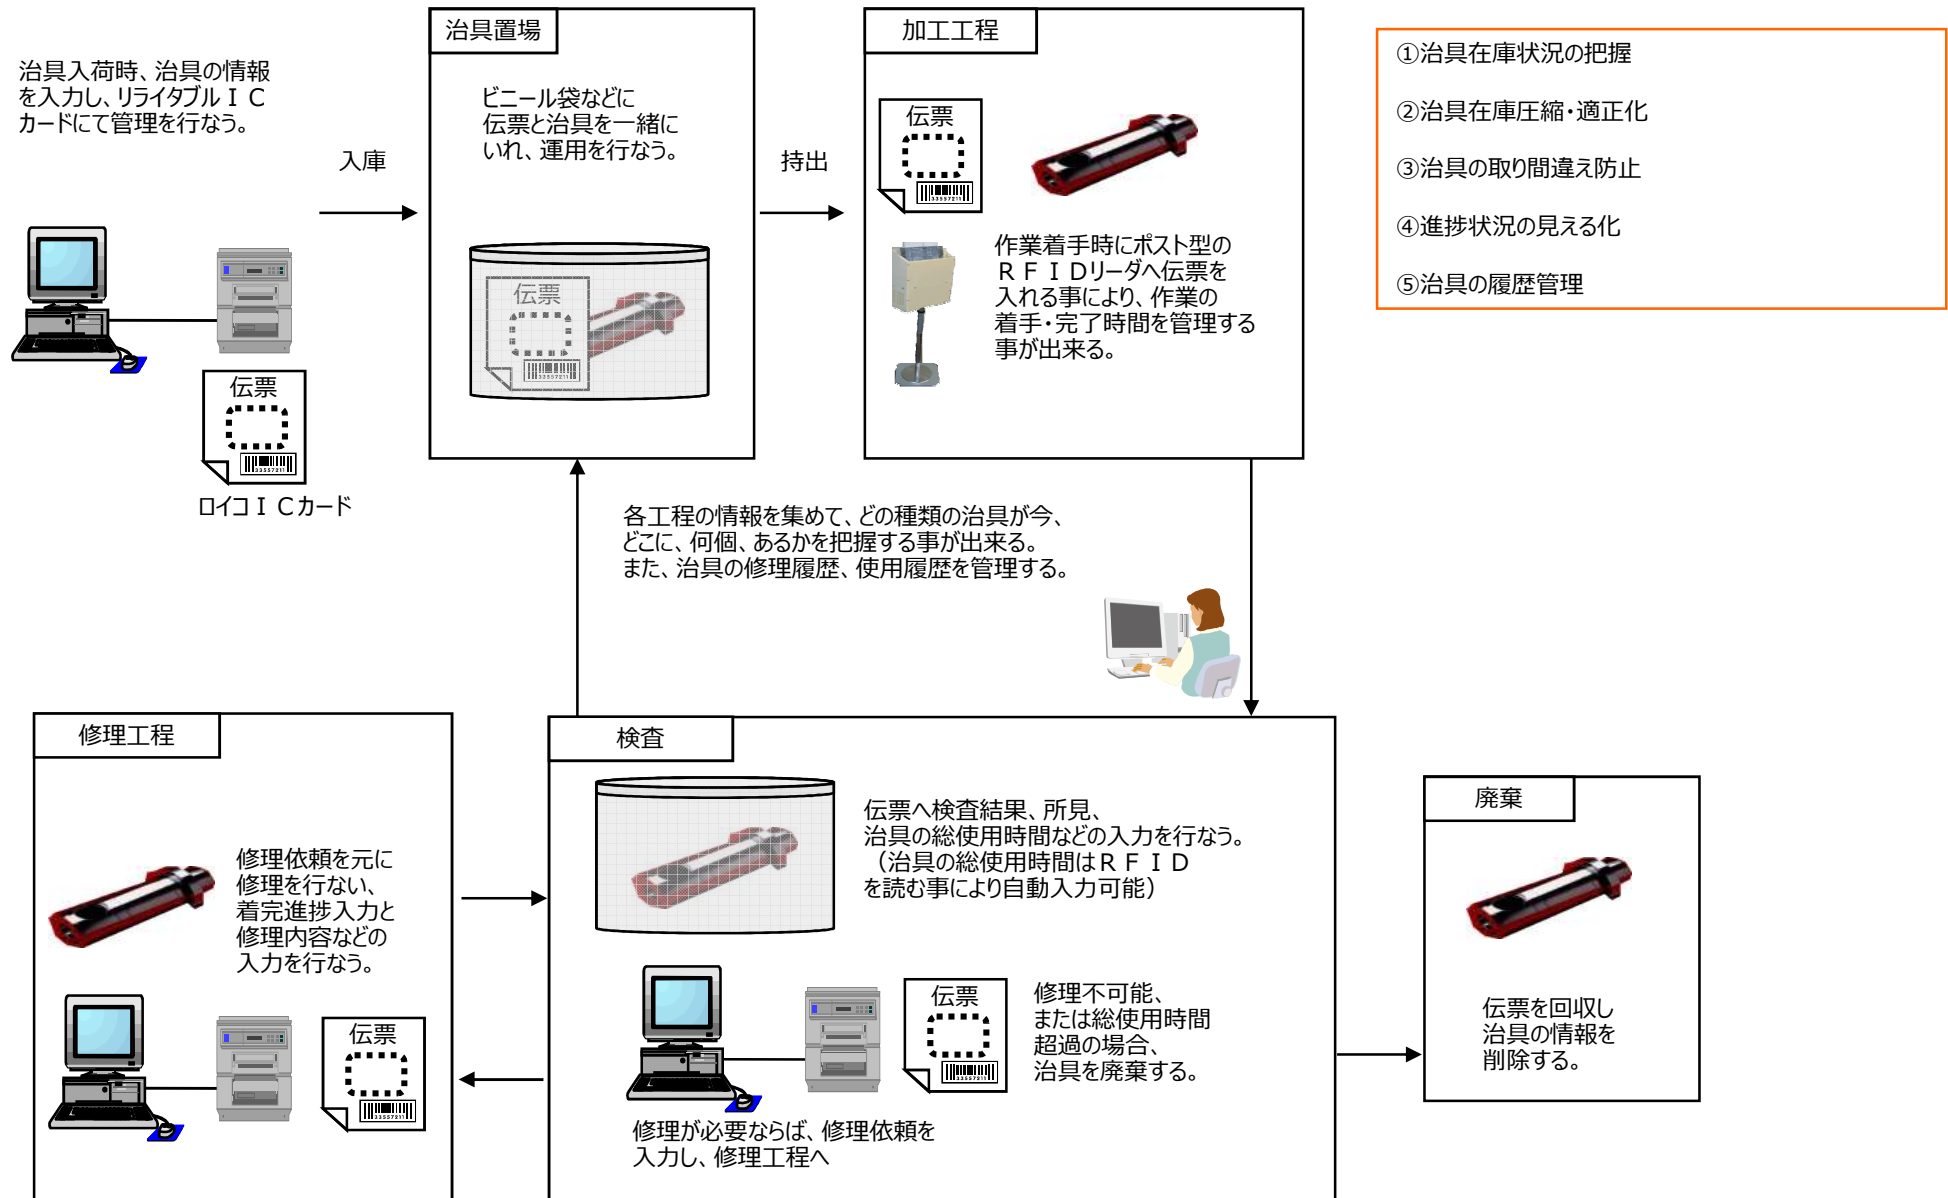 治具入荷時、治具の情報
を入力し、リライタブルＩＣ
カードにて管理を行なう。
伝票
33557211
ロイコＩＣカード
入庫
治具置場
ビニール袋などに
伝票と治具を一緒に
いれ、運用を行なう。
伝票
33557211
持出
加工工程
伝票
33557211
作業着手時にポスト型の
ＲＦＩＤリーダへ伝票を
入れる事により、作業の
着手・完了時間を管理する
事が出来る。
①治具在庫状況の把握
②治具在庫圧縮・適正化
③治具の取り間違え防止
④進捗状況の見える化
⑤治具の履歴管理
各工程の情報を集めて、どの種類の治具が今、
どこに、何個、あるかを把握する事が出来る。
また、治具の修理履歴、使用履歴を管理する。
修理工程
修理依頼を元に
修理を行ない、
着完進捗入力と
修理内容などの
入力を行なう。
伝票
33557211
検査
伝票へ検査結果、所見、
治具の総使用時間などの入力を行なう。
（治具の総使用時間はＲＦＩＤ
を読む事により自動入力可能）
伝票
33557211
修理不可能、
または総使用時間
超過の場合、
治具を廃棄する。
修理が必要ならば、修理依頼を
入力し、修理工程へ
廃棄
伝票を回収し
治具の情報を
削除する。